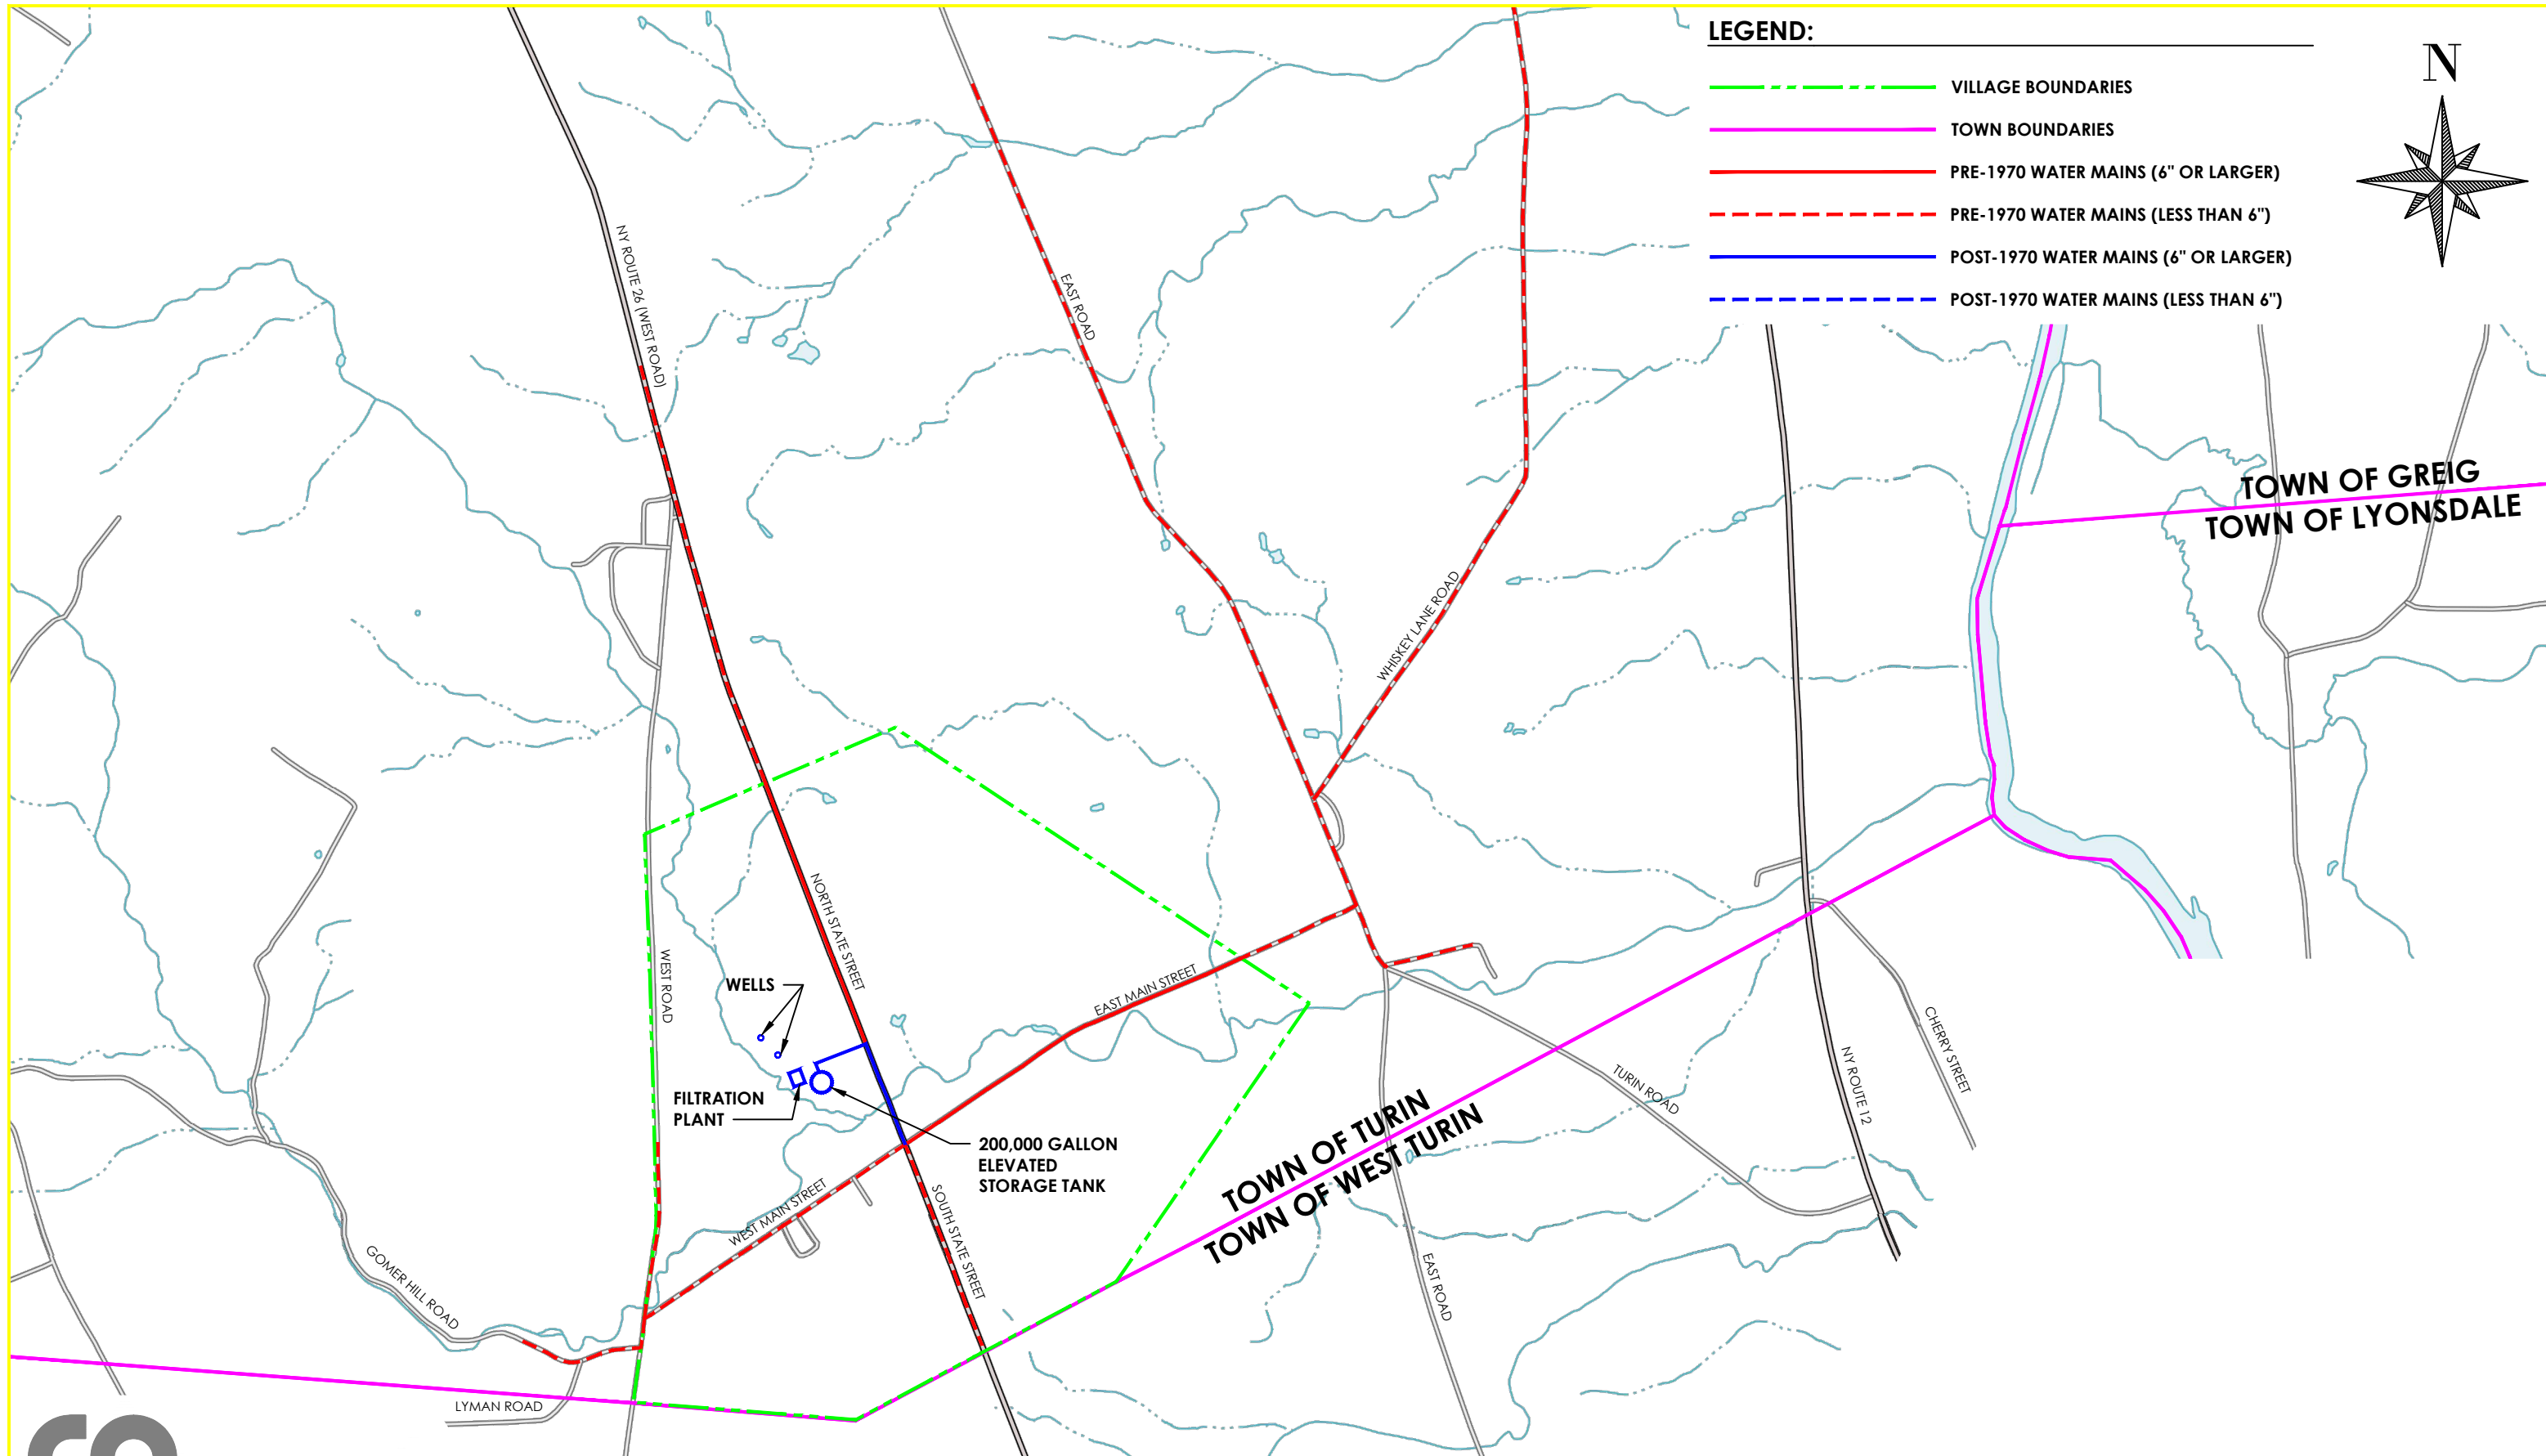 LEGEND:
N
VILLAGE BOUNDARIES
TOWN BOUNDARIES
PRE-1970 WATER MAINS (6" OR LARGER)
PRE-1970 WATER MAINS (LESS THAN 6")
POST-1970 WATER MAINS (6" OR LARGER)
POST-1970 WATER MAINS (LESS THAN 6")
NY ROUTE 26 (WEST ROAD)
EAST ROAD
TOWN OF GREIG
TOWN OF LYONSDALE
WHISKEY LANE ROAD
NORTH STATE STREET
WEST ROAD
WELLS
EAST MAIN STREET
FILTRATION
PLANT
200,000 GALLON
ELEVATED
STORAGE TANK
CHERRY STREET
NY ROUTE 12
TURIN ROAD
TOWN OF TURIN
TOWN OF WEST TURIN
WEST MAIN STREET
SOUTH STATE STREET
GOMER HILL ROAD
EAST ROAD
LYMAN ROAD